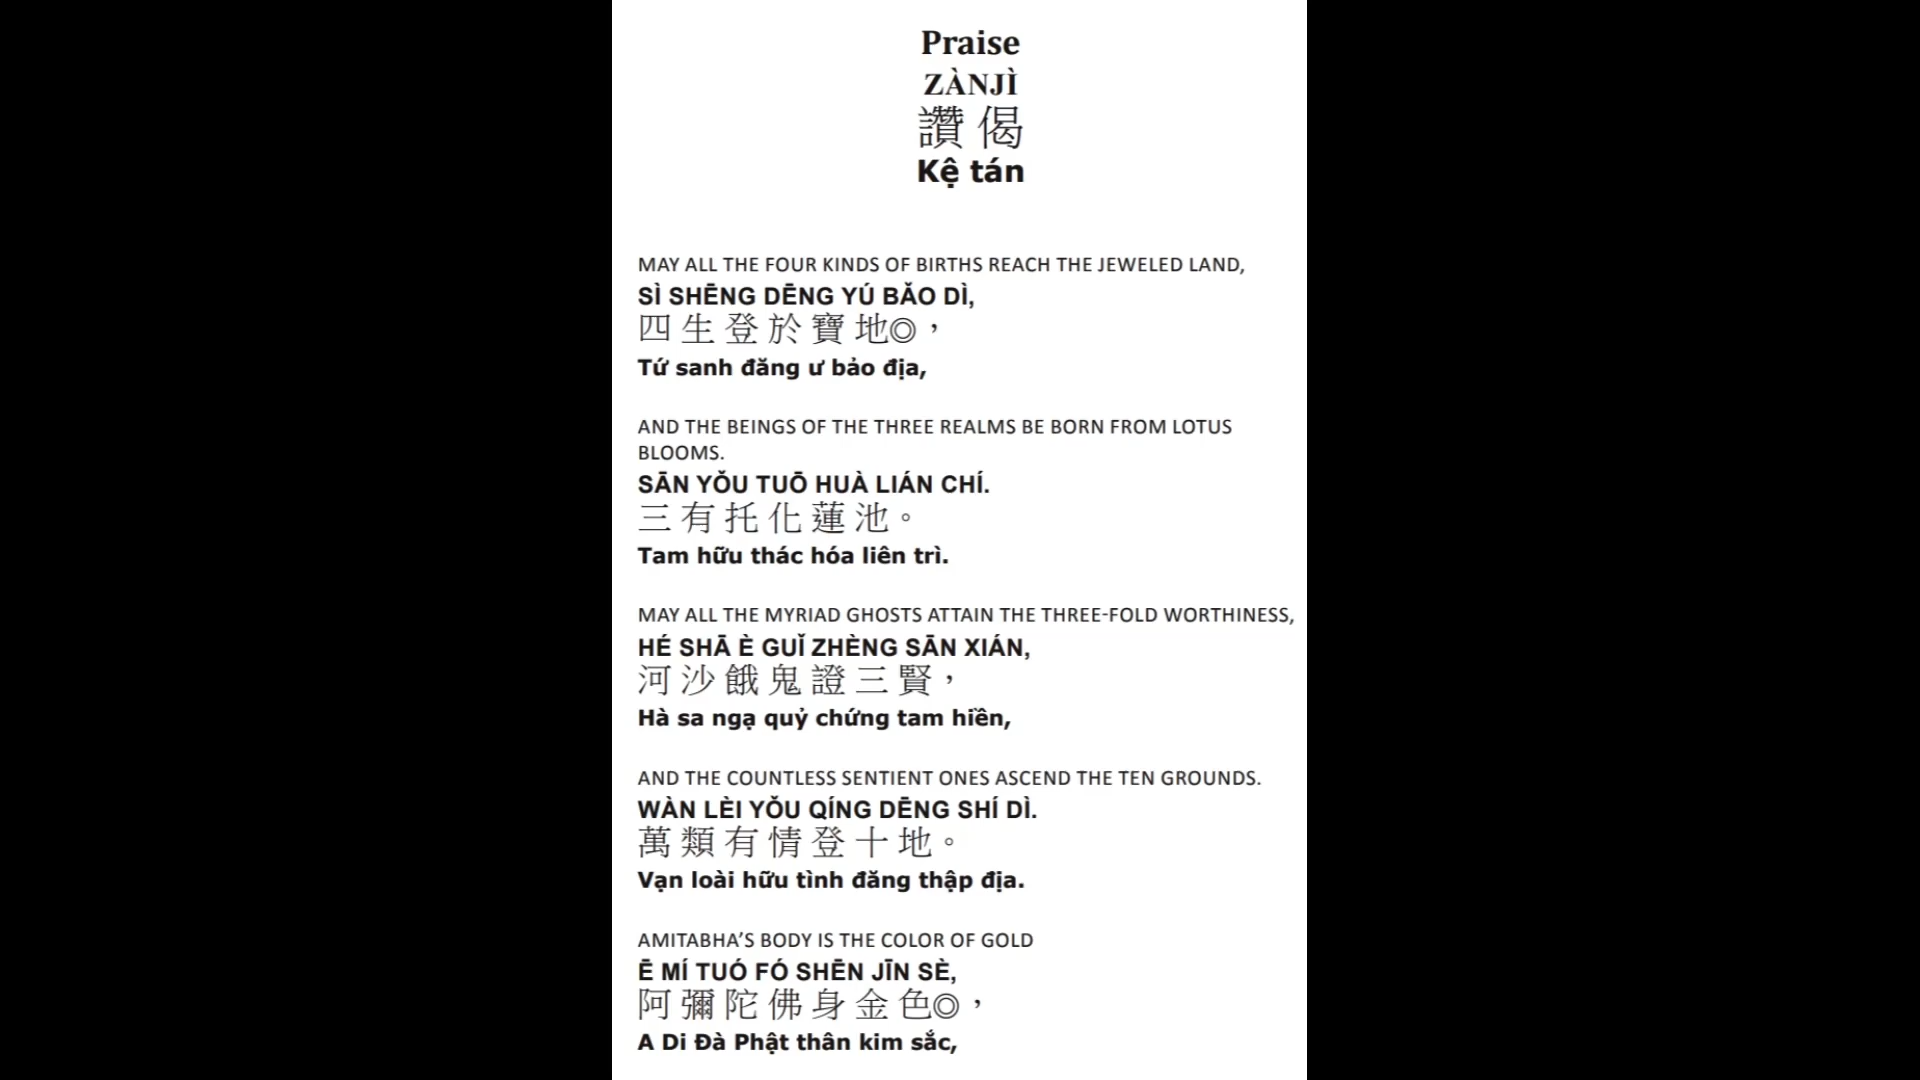 Praise
ZÀNJÌ
讚 偈
Kệ tán
MAY ALL THE FOUR KINDS OF BIRTHS REACH THE JEWELED LAND,
SÌ SHĒNG DĒNG YÚ BǍO DÌ,
四 生 登 於 寶 地◎，
Tứ sanh đăng ư bảo địa,
AND THE BEINGS OF THE THREE REALMS BE BORN FROM LOTUS
BLOOMS.
SĀN YǑU TUŌ HUÀ LIÁN CHÍ.
三 有 托 化 蓮 池。
Tam hữu thác hóa liên trì.
MAY ALL THE MYRIAD GHOSTS ATTAIN THE THREE-FOLD WORTHINESS,
HÉ SHĀ È GUǏ ZHÈNG SĀN XIÁN,
河 沙 餓 鬼 證 三 賢，
Hà sa ngạ quỷ chứng tam hiền,
AND THE COUNTLESS SENTIENT ONES ASCEND THE TEN GROUNDS.
WÀN LÈI YǑU QÍNG DĒNG SHÍ DÌ.
萬 類 有 情 登 十 地。
Vạn loài hữu tình đăng thập địa.
AMITABHA’S BODY IS THE COLOR OF GOLD
Ē MÍ TUÓ FÓ SHĒN JĪN SÈ,
阿 彌 陀 佛 身 金 色◎，
A Di Đà Phật thân kim sắc,